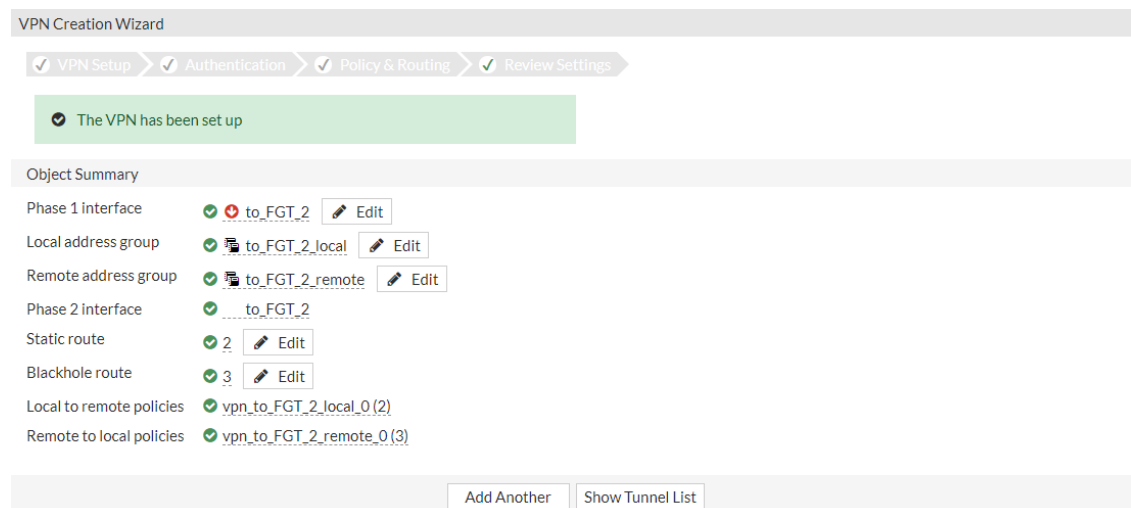 VPN Creation Wizard
VPN Setup Authentication Policy & Routing Review Settings
The VPN has been set up
Object Summary
Phase 1 interface to_FGT_2 Edit
Local address group to_FGT_2_local Edit
Remote address group to_FGT_2_remote Edit
Phase 2 interface to_FGT_2
Static route 2 Edit
Blackhole route 3 Edit
Local to remote policies vpn_to_FGT_2_local_0 (2)
Remote to local policies vpn_to_FGT_2_remote_0 (3)
Add Another Show Tunnel List